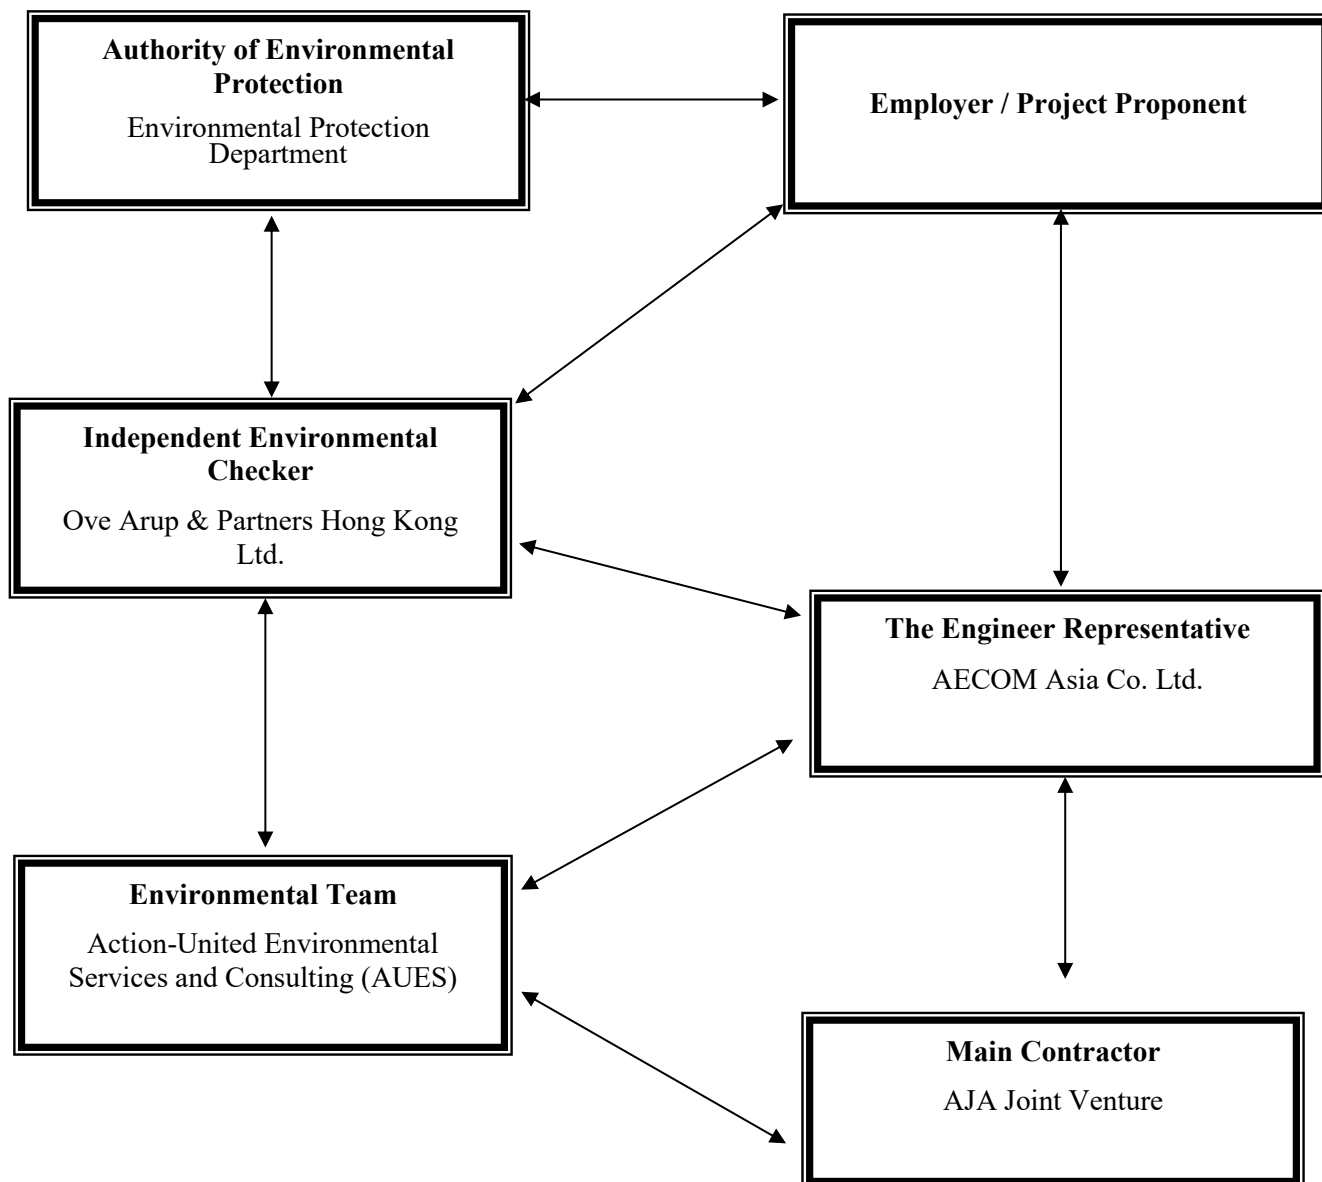 Authority of Environmental
Protection
Environmental Protection
Department
Employer / Project Proponent
Independent Environmental
Checker
Ove Arup & Partners Hong Kong
Ltd.
The Engineer Representative
AECOM Asia Co. Ltd.
Environmental Team
Action-United Environmental
Services and Consulting (AUES)
Main Contractor
AJA Joint Venture